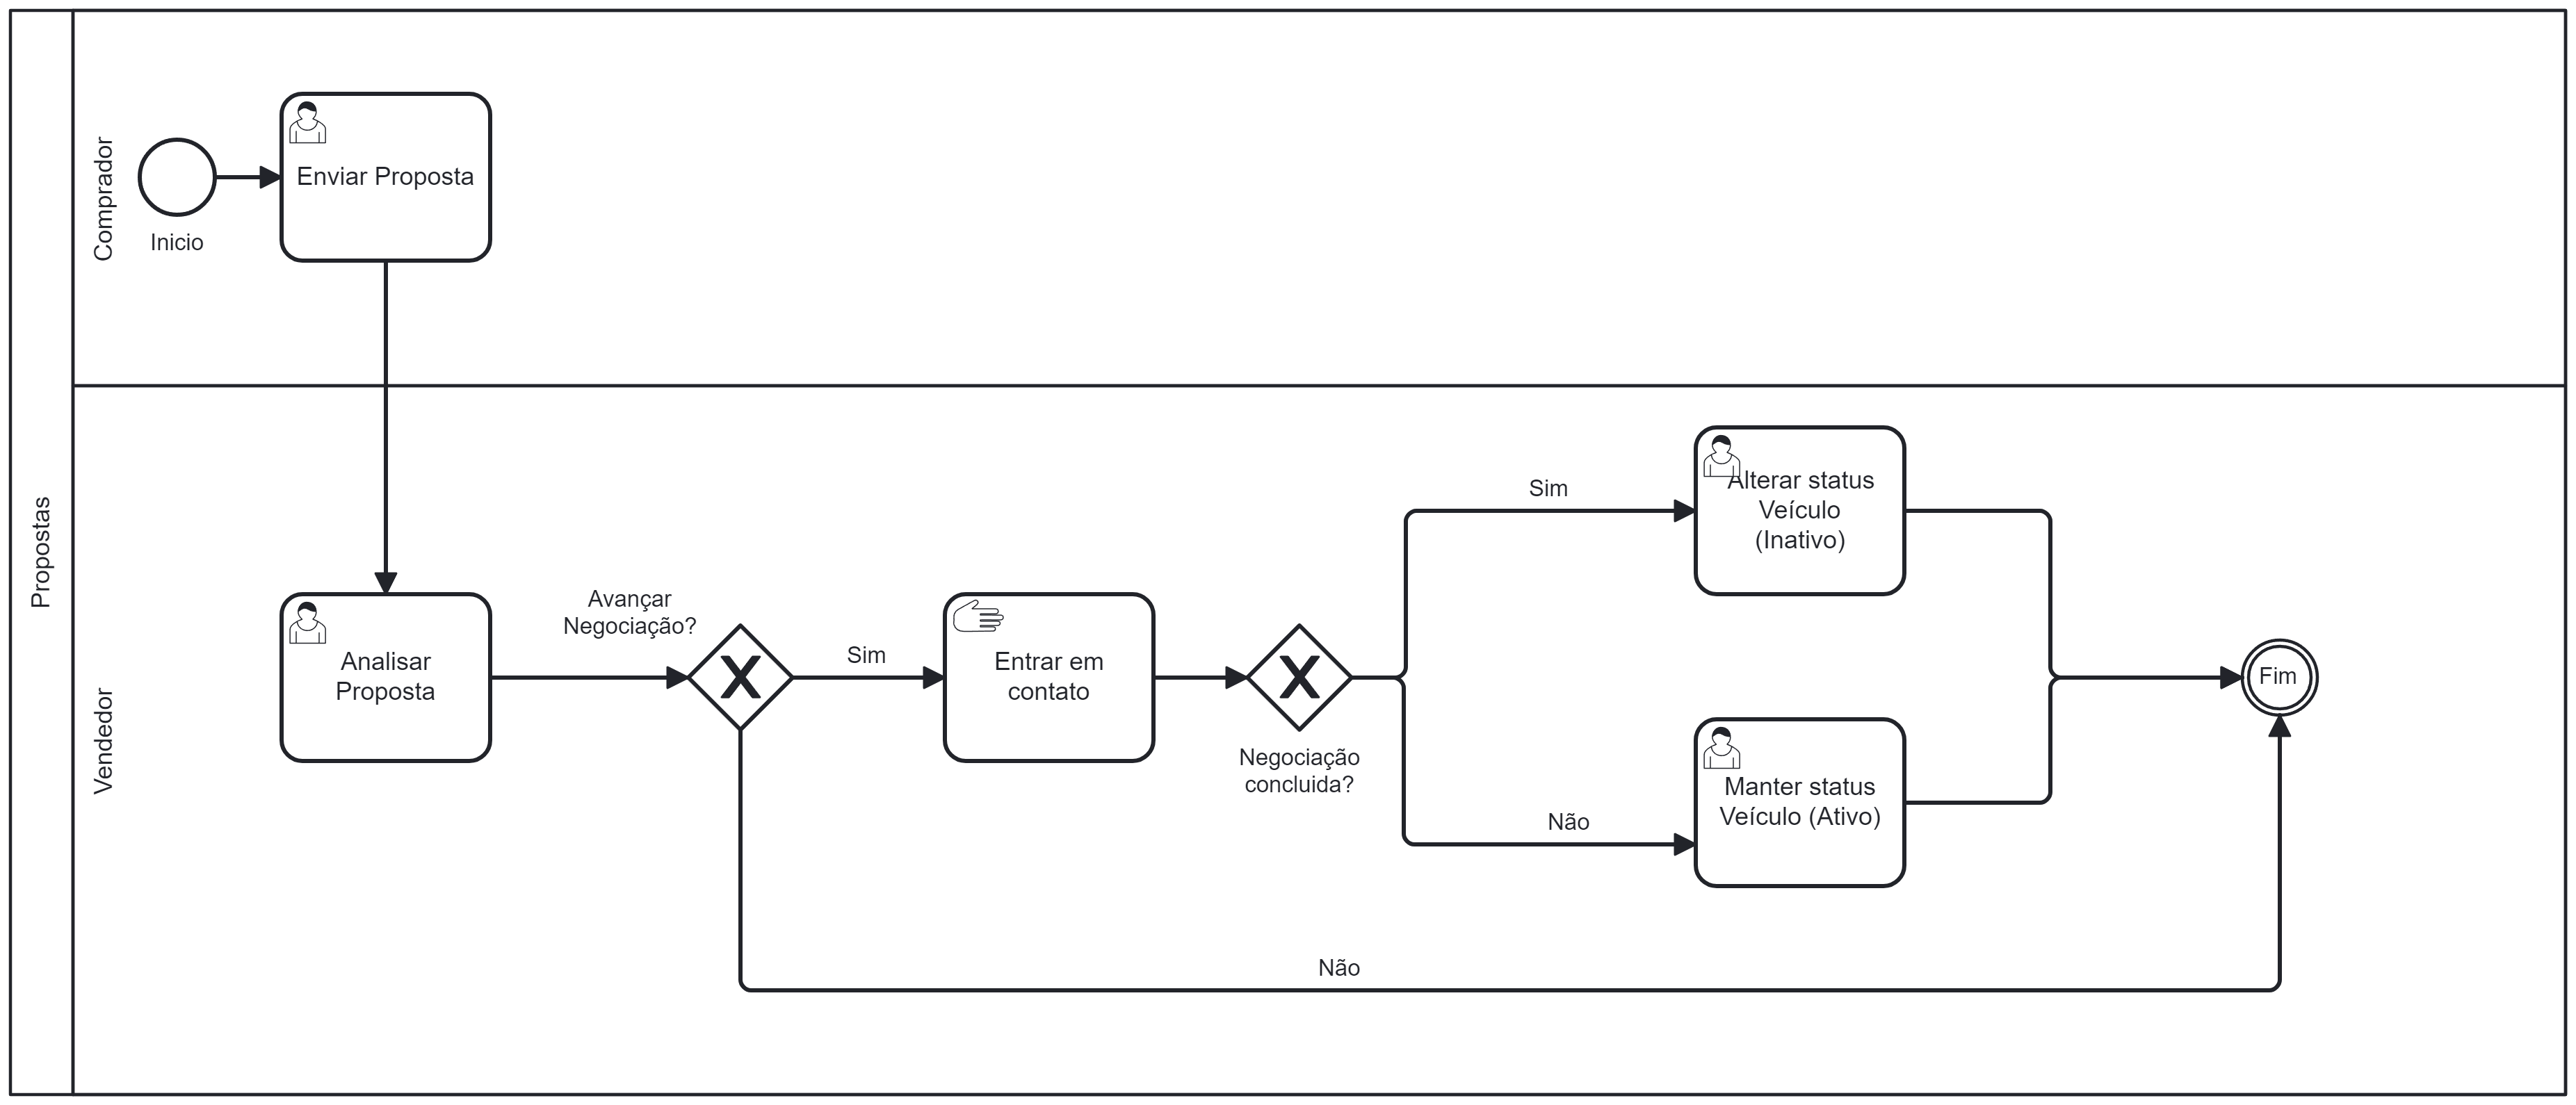 Propostas
Comprador
Inicio
Enviar Proposta
Vendedor
Analisar
Proposta
Avançar
Negociação?
Sim
Entrar em
contato
Negociação
concluida?
Sim
Alterar status
Veículo
(Inativo)
Não
Manter status
Veículo (Ativo)
Fim
Não